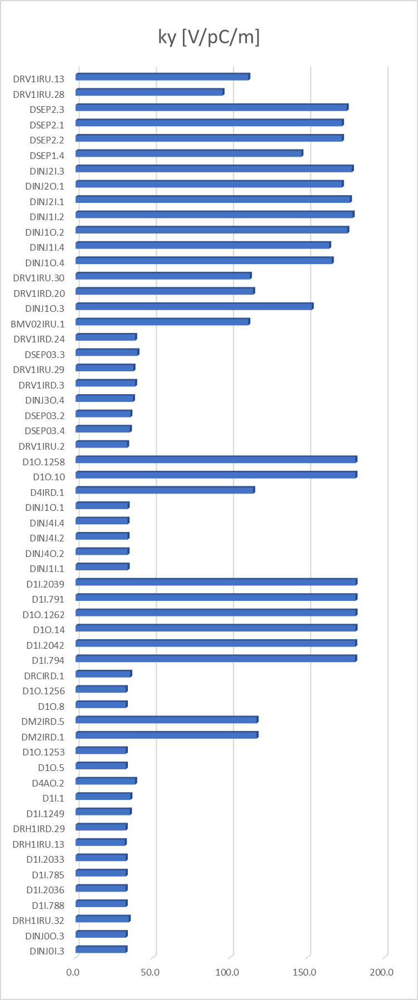 ky [V/pC/m]
DRV1IRU.13
DRV1IRU.28
DSEP2.3
DSEP2.1
DSEP2.2
DSEP1.4
DINJ2I.3
DINJ2O.1
DINJ2I.1
DINJ1I.2
DINJ1O.2
DINJ1I.4
DINJ1O.4
DRV1IRU.30
DRV1IRD.20
DINJ1O.3
BMV02IRU.1
DRV1IRD.24
DSEP03.3
DRV1IRU.29
DRV1IRD.3
DINJ3O.4
DSEP03.2
DSEP03.4
DRV1IRU.2
D1O.1258
D1O.10
D4IRD.1
DINJ1O.1
DINJ4I.4
DINJ4I.2
DINJ4O.2
DINJ1I.1
D1I.2039
D1I.791
D1O.1262
D1O.14
D1I.2042
D1I.794
DRCIRD.1
D1O.1256
D1O.8
DM2IRD.5
DM2IRD.1
D1O.1253
D1O.5
D4AO.2
D1I.1
D1I.1249
DRH1IRD.29
DRH1IRU.13
D1I.2033
D1I.785
D1I.2036
D1I.788
DRH1IRU.32
DINJ0O.3
DINJ0I.3
0.0 50.0 100.0 150.0 200.0